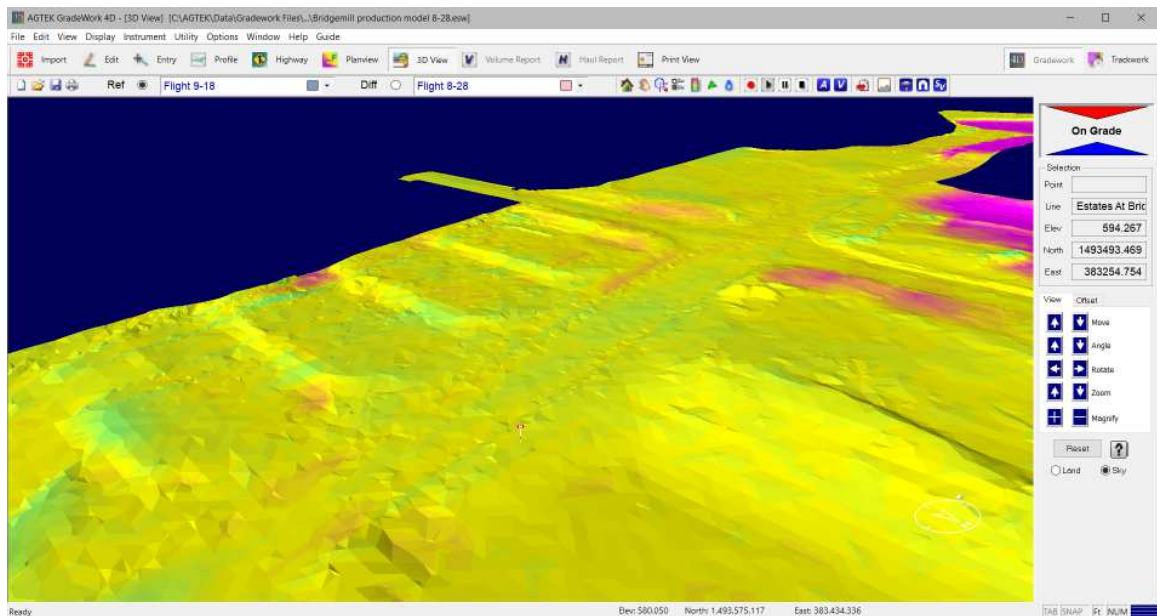 AGTEK GradeWork 4D - [3D View] [C:\AGTEK\Data\Gradework Files\...\Bridgemill production model 8-28.esw]
File Edit View Display Instrument Utility Options Window Help Guide
Import Edit Entry Profile Highway Planview 3D View Volume Report Haul Report Print View 4D Gradework Trackwork
Ref Flight 9-18 Diff Flight 8-28
On Grade
Selection
Point
Line Estates At Bric
Elev 594.267
North 1493493.469
East 383254.754
View Offset
Move
Angle
Rotate
Zoom
Magnify
Reset ?
Land Sky
Ready Elev: 580.050 North: 1,493,575.117 East: 383,434.336 TAB SNAP Ft NUM